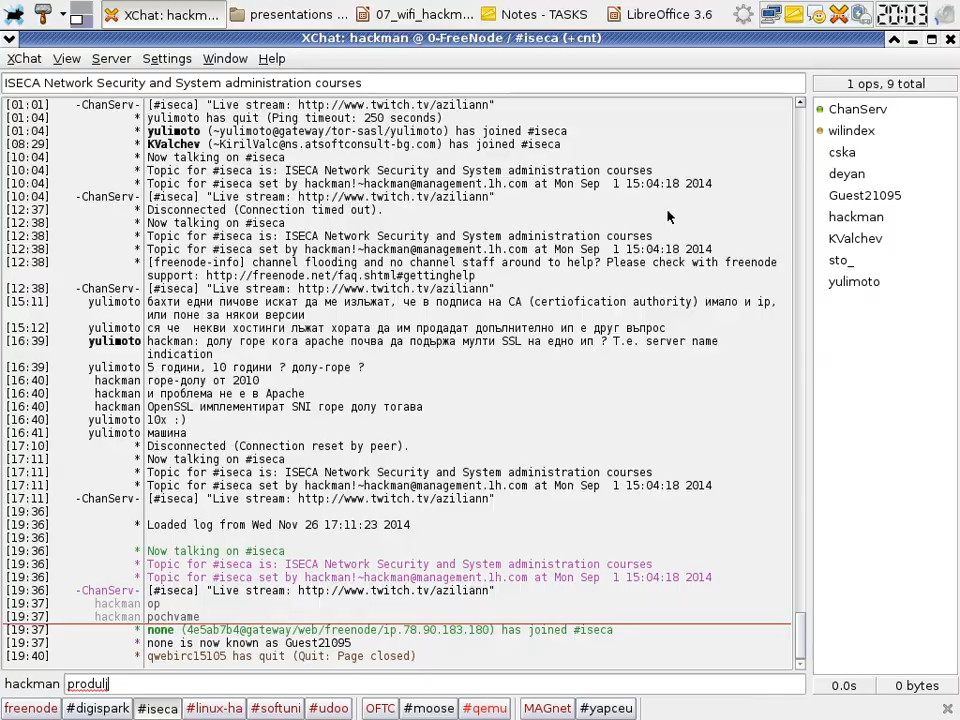 XChat: hackm...
presentations ...
07_wifi_hackm...
Notes - TASKS
LibreOffice 3.6
20:03
XChat: hackman @ 0-FreeNode / #iseca (+cnt)
XChat View Server Settings Window Help
ISECA Network Security and System administration courses
1 ops, 9 total
[01:01] -ChanServ- [#iseca] "Live stream: http://www.twitch.tv/aziliann"
[01:04] * yulimoto has quit (Ping timeout: 250 seconds)
[01:04] * yulimoto (~yulimoto@gateway/tor-sasl/yulimoto) has joined #iseca
[08:29] * KValchev (~KirilValc@ns.atsoftconsult-bg.com) has joined #iseca
[10:04] * Now talking on #iseca
[10:04] * Topic for #iseca is: ISECA Network Security and System administration courses
[10:04] * Topic for #iseca set by hackman!~hackman@management.1h.com at Mon Sep  1 15:04:18 2014
[10:04] -ChanServ- [#iseca] "Live stream: http://www.twitch.tv/aziliann"
[12:37] * Disconnected (Connection timed out).
[12:38] * Now talking on #iseca
[12:38] * Topic for #iseca is: ISECA Network Security and System administration courses
[12:38] * Topic for #iseca set by hackman!~hackman@management.1h.com at Mon Sep  1 15:04:18 2014
[12:38] * [freenode-info] channel flooding and no channel staff around to help? Please check with freenode
support: http://freenode.net/faq.shtml#gettinghelp
[12:38] -ChanServ- [#iseca] "Live stream: http://www.twitch.tv/aziliann"
[15:11] yulimoto бахти едни пичове искат да ме излъжат, че в подписа на CA (certiofication authority) имало и ip,
или поне за някои версии
[15:12] yulimoto ся че  некви хостинги лъжат хората да им продадат допълнително ип е друг въпрос
[16:39] yulimoto hackman: долу горе кога apache почва да подържа мулти SSL на едно ип ? Т.е. server name
indication
[16:39] yulimoto 5 години, 10 години ? долу-горе ?
[16:40] hackman горе-долу от 2010
[16:40] hackman и проблема не е в Apache
[16:40] hackman OpenSSL имплементират SNI горе долу тогава
[16:40] yulimoto 10x :)
[16:41] yulimoto машина
[17:10] * Disconnected (Connection reset by peer).
[17:11] * Now talking on #iseca
[17:11] * Topic for #iseca is: ISECA Network Security and System administration courses
[17:11] * Topic for #iseca set by hackman!~hackman@management.1h.com at Mon Sep  1 15:04:18 2014
[17:11] -ChanServ- [#iseca] "Live stream: http://www.twitch.tv/aziliann"
[19:36]
[19:36] * Loaded log from Wed Nov 26 17:11:23 2014
[19:36]
[19:36] * Now talking on #iseca
[19:36] * Topic for #iseca is: ISECA Network Security and System administration courses
[19:36] * Topic for #iseca set by hackman!~hackman@management.1h.com at Mon Sep  1 15:04:18 2014
[19:36] -ChanServ- [#iseca] "Live stream: http://www.twitch.tv/aziliann"
[19:37] hackman op
[19:37] hackman pochvame
[19:37] * none (4e5ab7b4@gateway/web/freenode/ip.78.90.183.180) has joined #iseca
[19:37] * none is now known as Guest21095
[19:40] * qwebirc15105 has quit (Quit: Page closed)
ChanServ
wilindex
cska
deyan
Guest21095
hackman
KValchev
sto_
yulimoto
hackman produlj
0.0s 0 bytes
freenode #digispark #iseca #linux-ha #softuni #udoo OFTC #moose #qemu MAGnet #yapceu